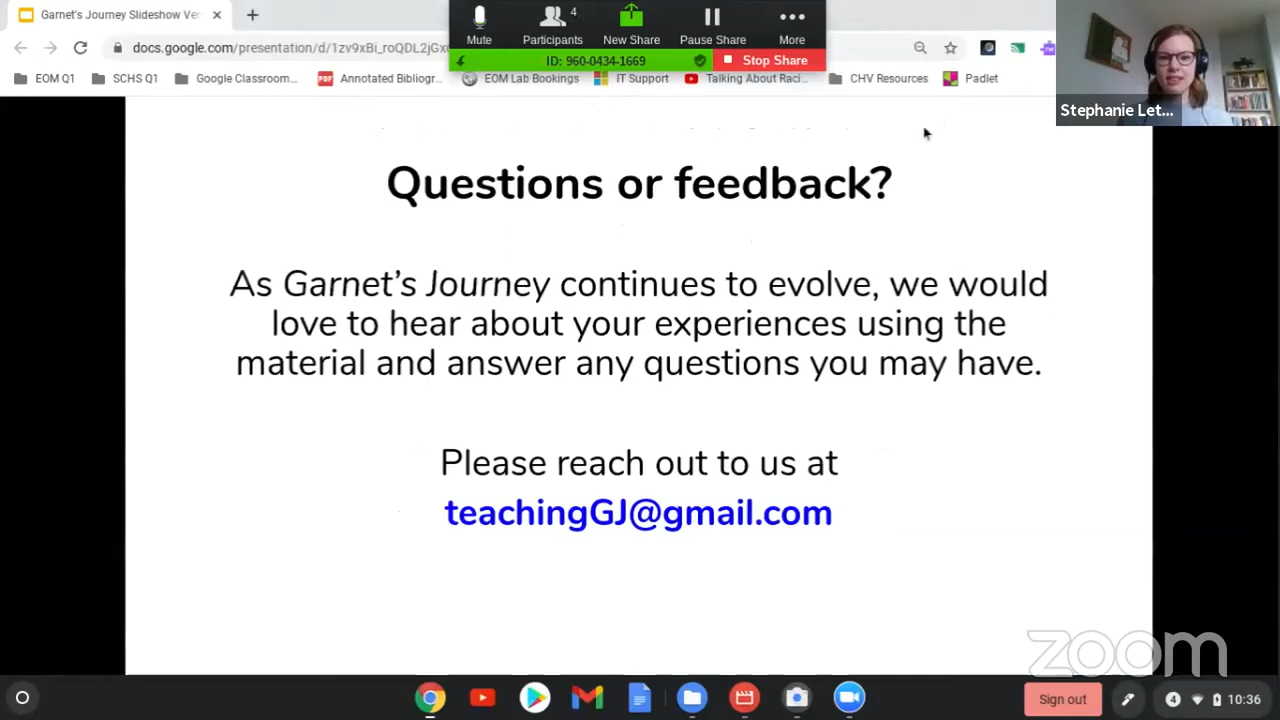 Garnet's Journey Slideshow Ver
4
Mute
Participants
New Share
Pause Share
More
docs.google.com/presentation/d/1zv9xBi_roQDL2jGx
ID: 960-0434-1669
Stop Share
EOM Q1
SCHS Q1
Google Classroom...
PDF
Annotated Bibliogr...
EOM Lab Bookings
IT Support
Talking About Raci...
CHV Resources
Padlet
Stephanie Let...
Questions or feedback?
As Garnet's Journey continues to evolve, we would
love to hear about your experiences using the
material and answer any questions you may have.
Please reach out to us at
teachingGJ@gmail.com
zoom
Sign out
4
10:36